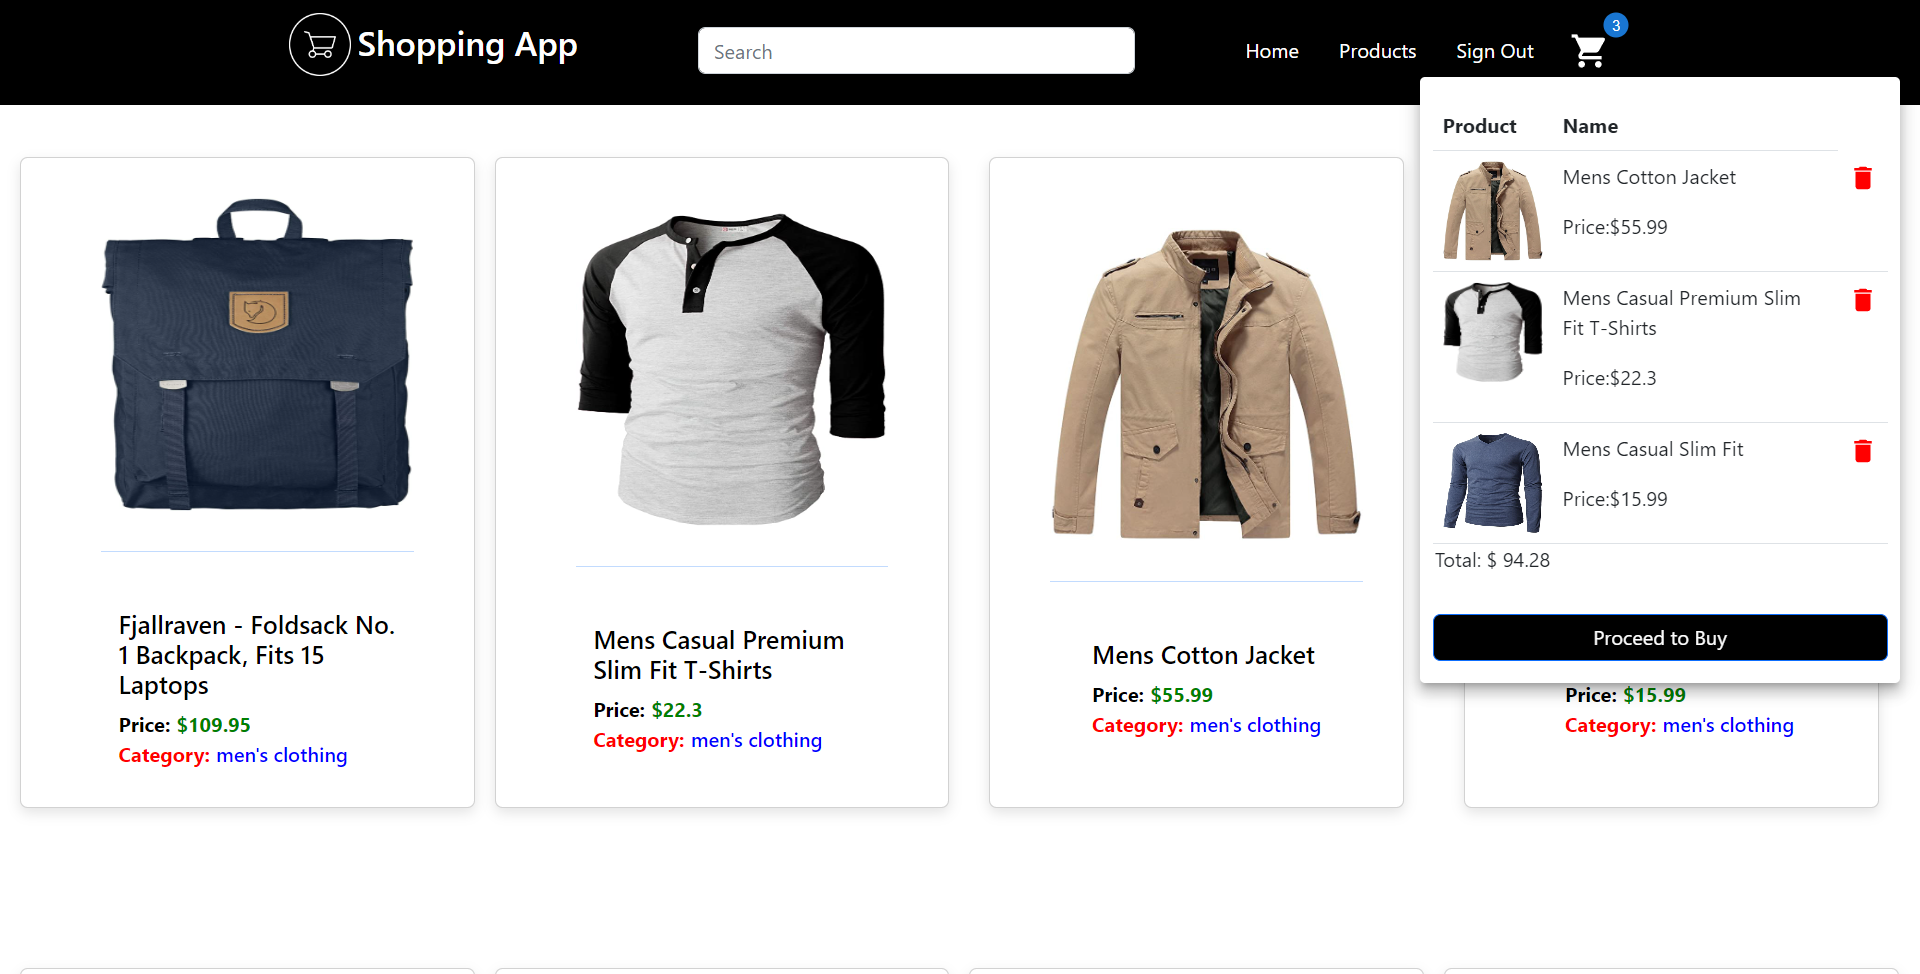 Shopping App
Search
Home
Products
Sign Out
3
Product
Name
Mens Cotton Jacket
Price:$55.99
Mens Casual Premium Slim
Fit T-Shirts
Price:$22.3
Mens Casual Slim Fit
Price:$15.99
Total: $ 94.28
Proceed to Buy
Fjallraven - Foldsack No.
1 Backpack, Fits 15
Laptops
Price: $109.95
Category: men's clothing
Mens Casual Premium
Slim Fit T-Shirts
Price: $22.3
Category: men's clothing
Mens Cotton Jacket
Price: $55.99
Category: men's clothing
Price: $15.99
Category: men's clothing